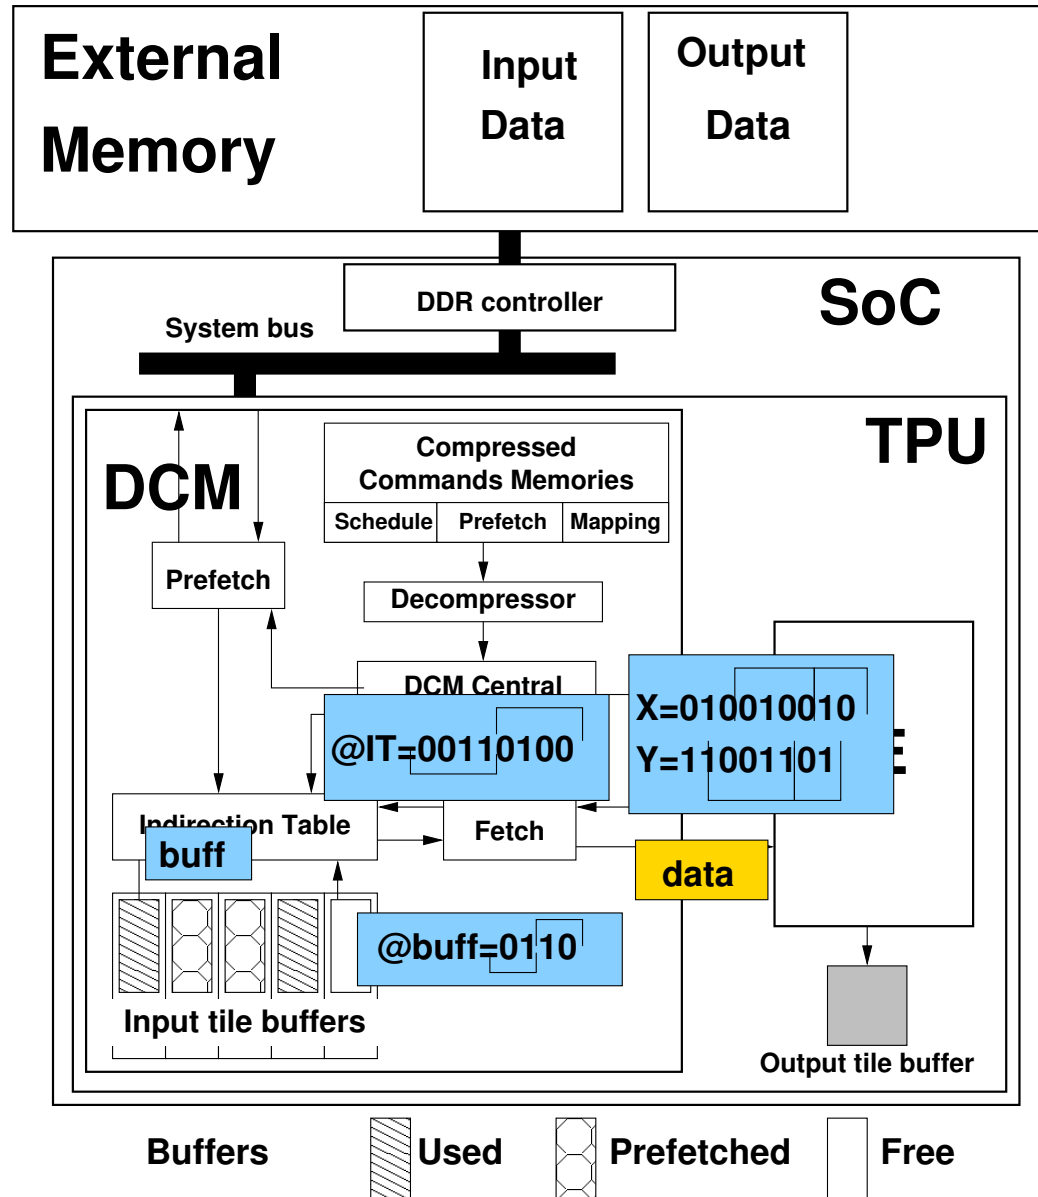 External
Memory
Input
Data
Output
Data
DDR controller
SoC
System bus
TPU
DCM
Compressed
Commands Memories
Schedule
Prefetch
Mapping
Prefetch
Decompressor
DCM Central
X=010010010
Y=11001101
E
@IT=00110100
Indirection Table
Fetch
buff
data
@buff=0110
Input tile buffers
Output tile buffer
Buffers
Used
Prefetched
Free